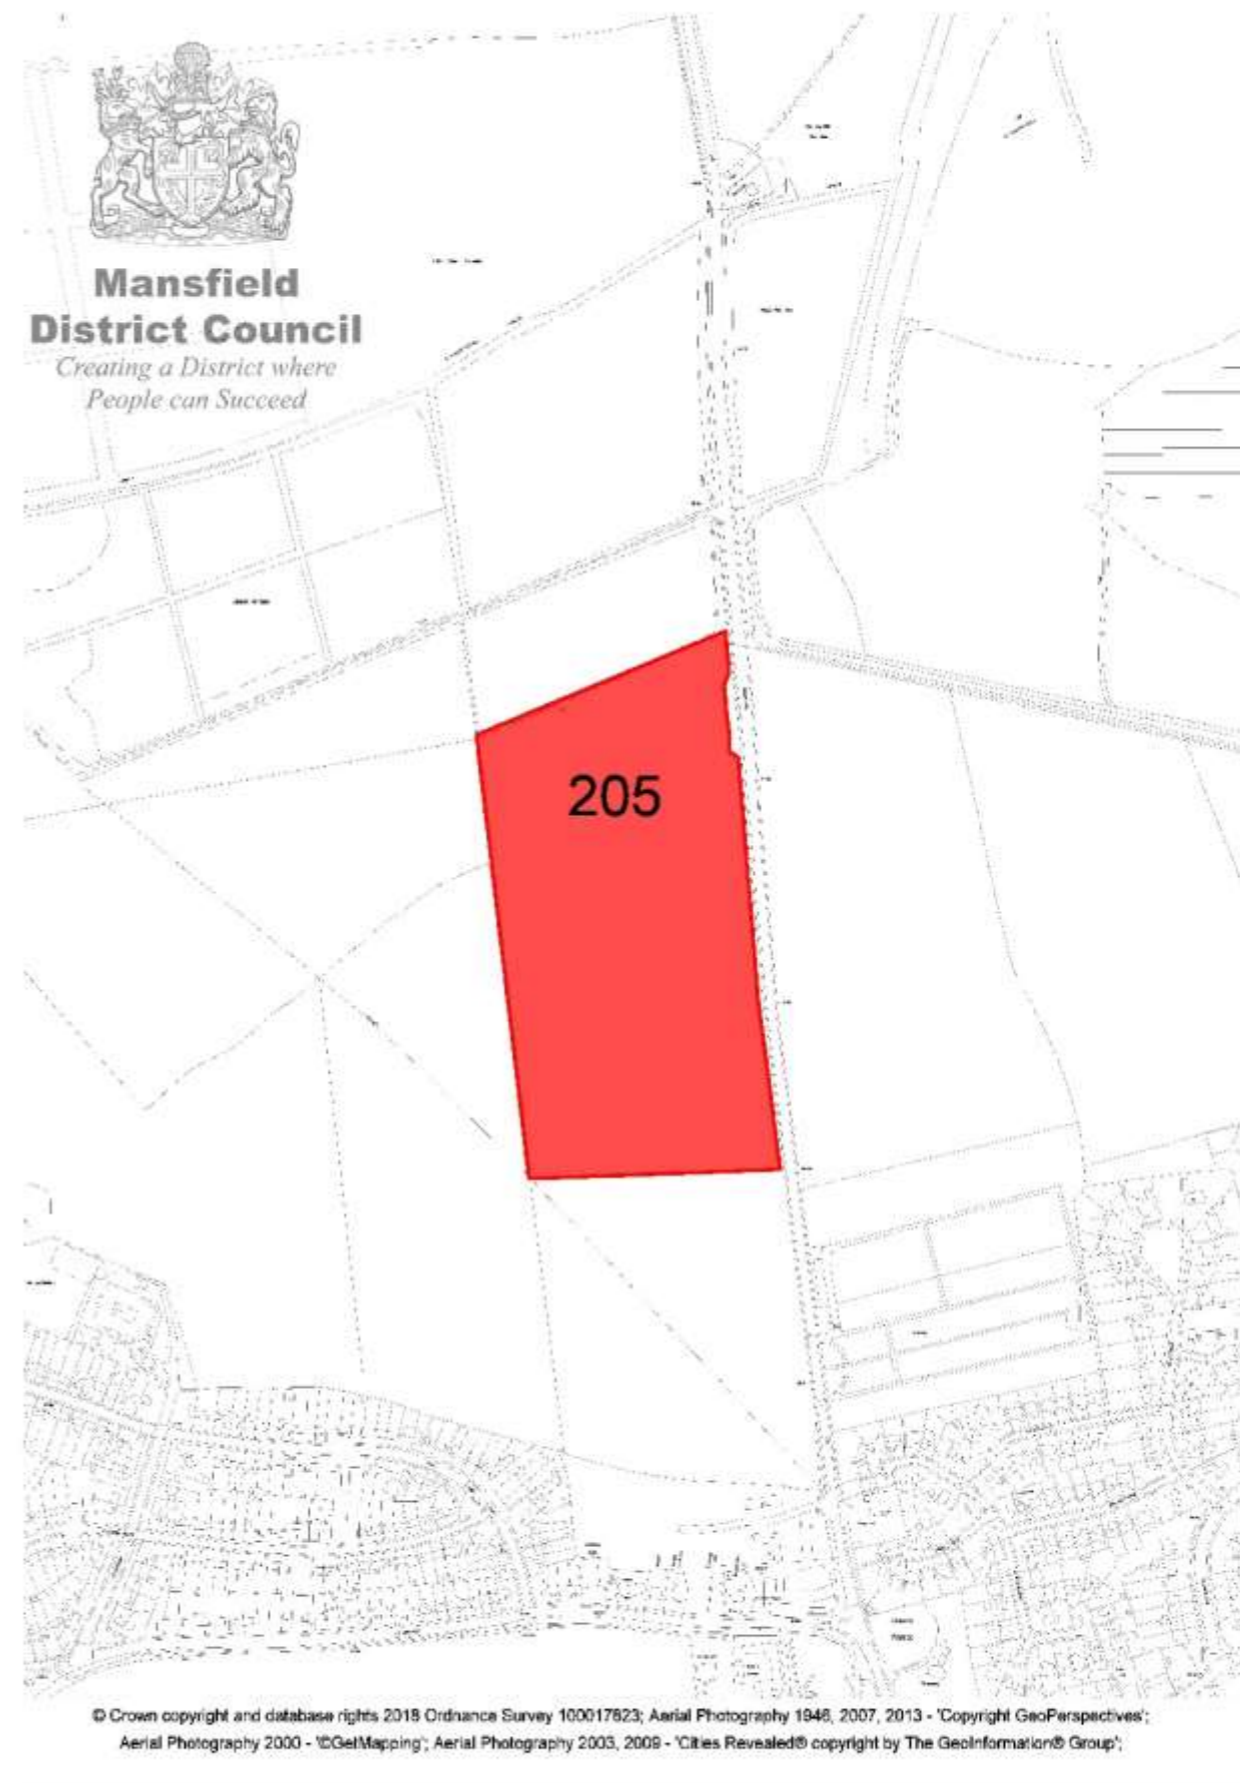 Mansfield
District Council
Creating a District where
People can Succeed
205
© Crown copyright and database rights 2018 Ordnance Survey 100017823; Aerial Photography 1946, 2007, 2013 - 'Copyright GeoPerspectives';
Aerial Photography 2000 - '©GetMapping'; Aerial Photography 2003, 2009 - 'Cities Revealed® copyright by The GeoInformation® Group';